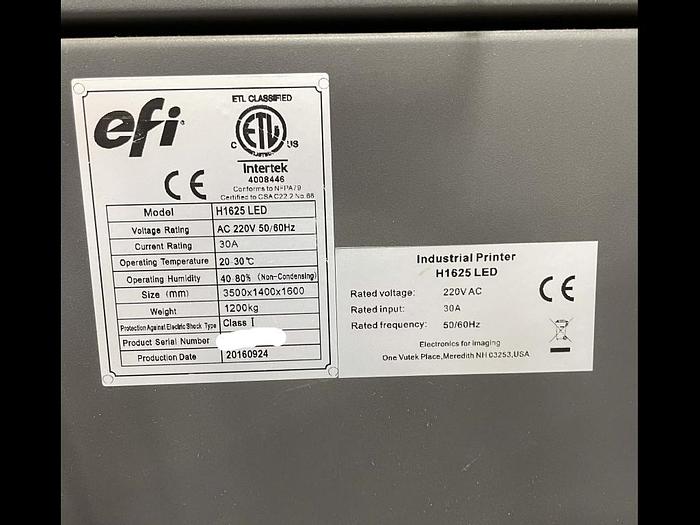 efi
ETL CLASSIFIED
C ETL US
LISTED
Intertek
4008446
Conforms to NFPA79
Certified to CSAC22.2 No.68
CE
Model H1625 LED
Voltage Rating AC 220V 50/60Hz
Current Rating 30A
Operating Temperature 20-30℃
Operating Humidity 40-80% (Non-Condensing)
Size (mm) 3500x1400x1600
Weight 1200kg
Protection Against Electric Shock Type Class I
Product Serial Number
Production Date 20160924
Industrial Printer
H1625 LED
CE
Rated voltage: 220V AC
Rated input: 30A
Rated frequency: 50/60Hz
Electronics for Imaging
One Vutek Place, Meredith NH 03253, USA